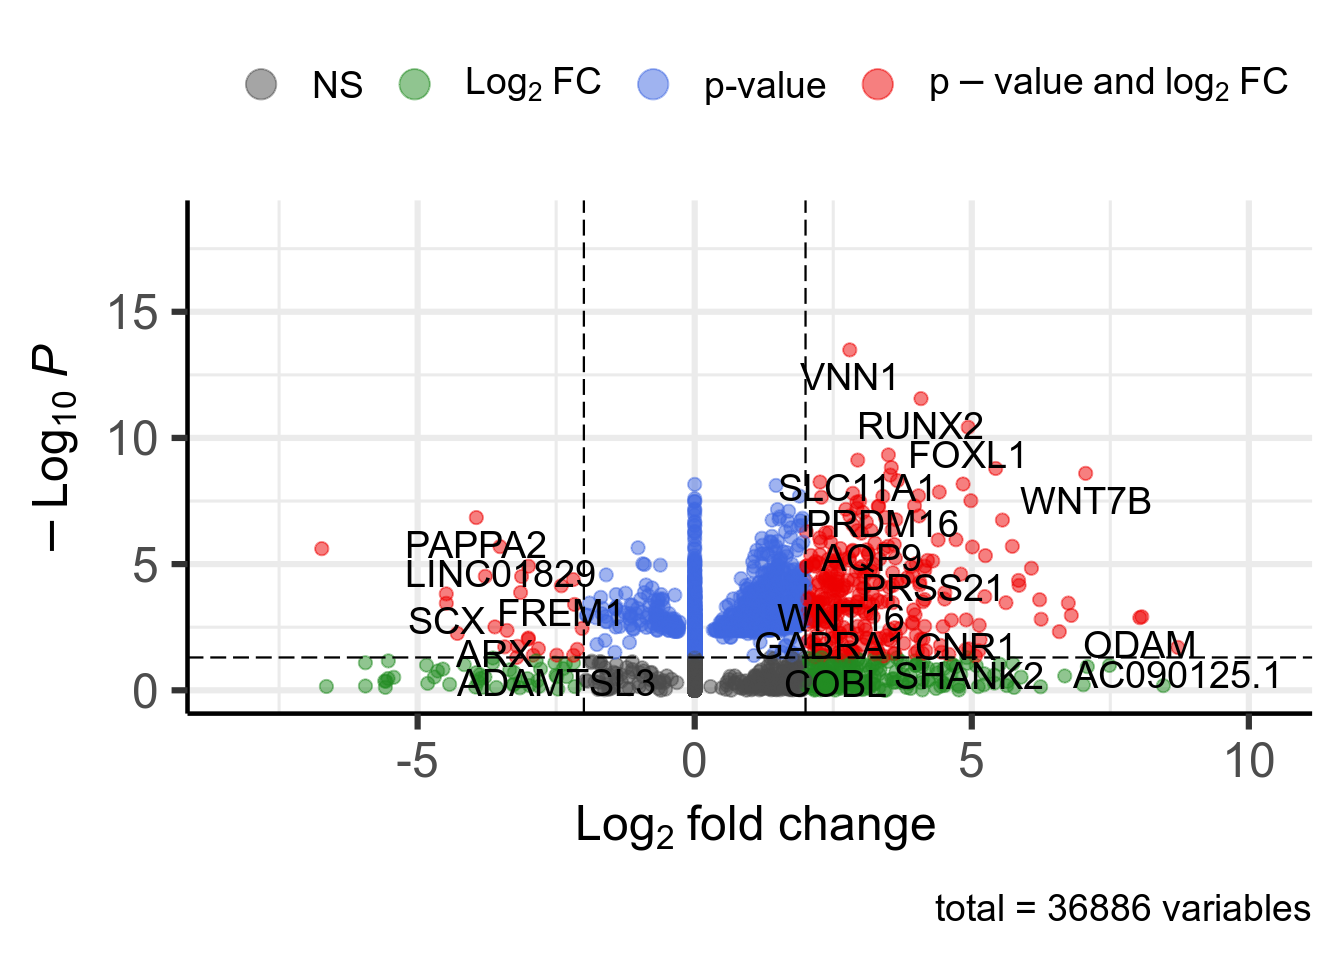 NS Log₂ FC p-value p − value and log₂ FC
− Log₁₀ P
15
10
5
0
VNN1
RUNX2
FOXL1
SLC11A1
WNT7B
PRDM16
PAPPA2
AQP9
LINC01829
PRSS21
FREM1
WNT16
SCX
GABRA1
CNR1
ODAM
ARX
ADAMTSL3
COBL
SHANK2
AC090125.1
-5 0 5 10
Log₂ fold change
total = 36886 variables